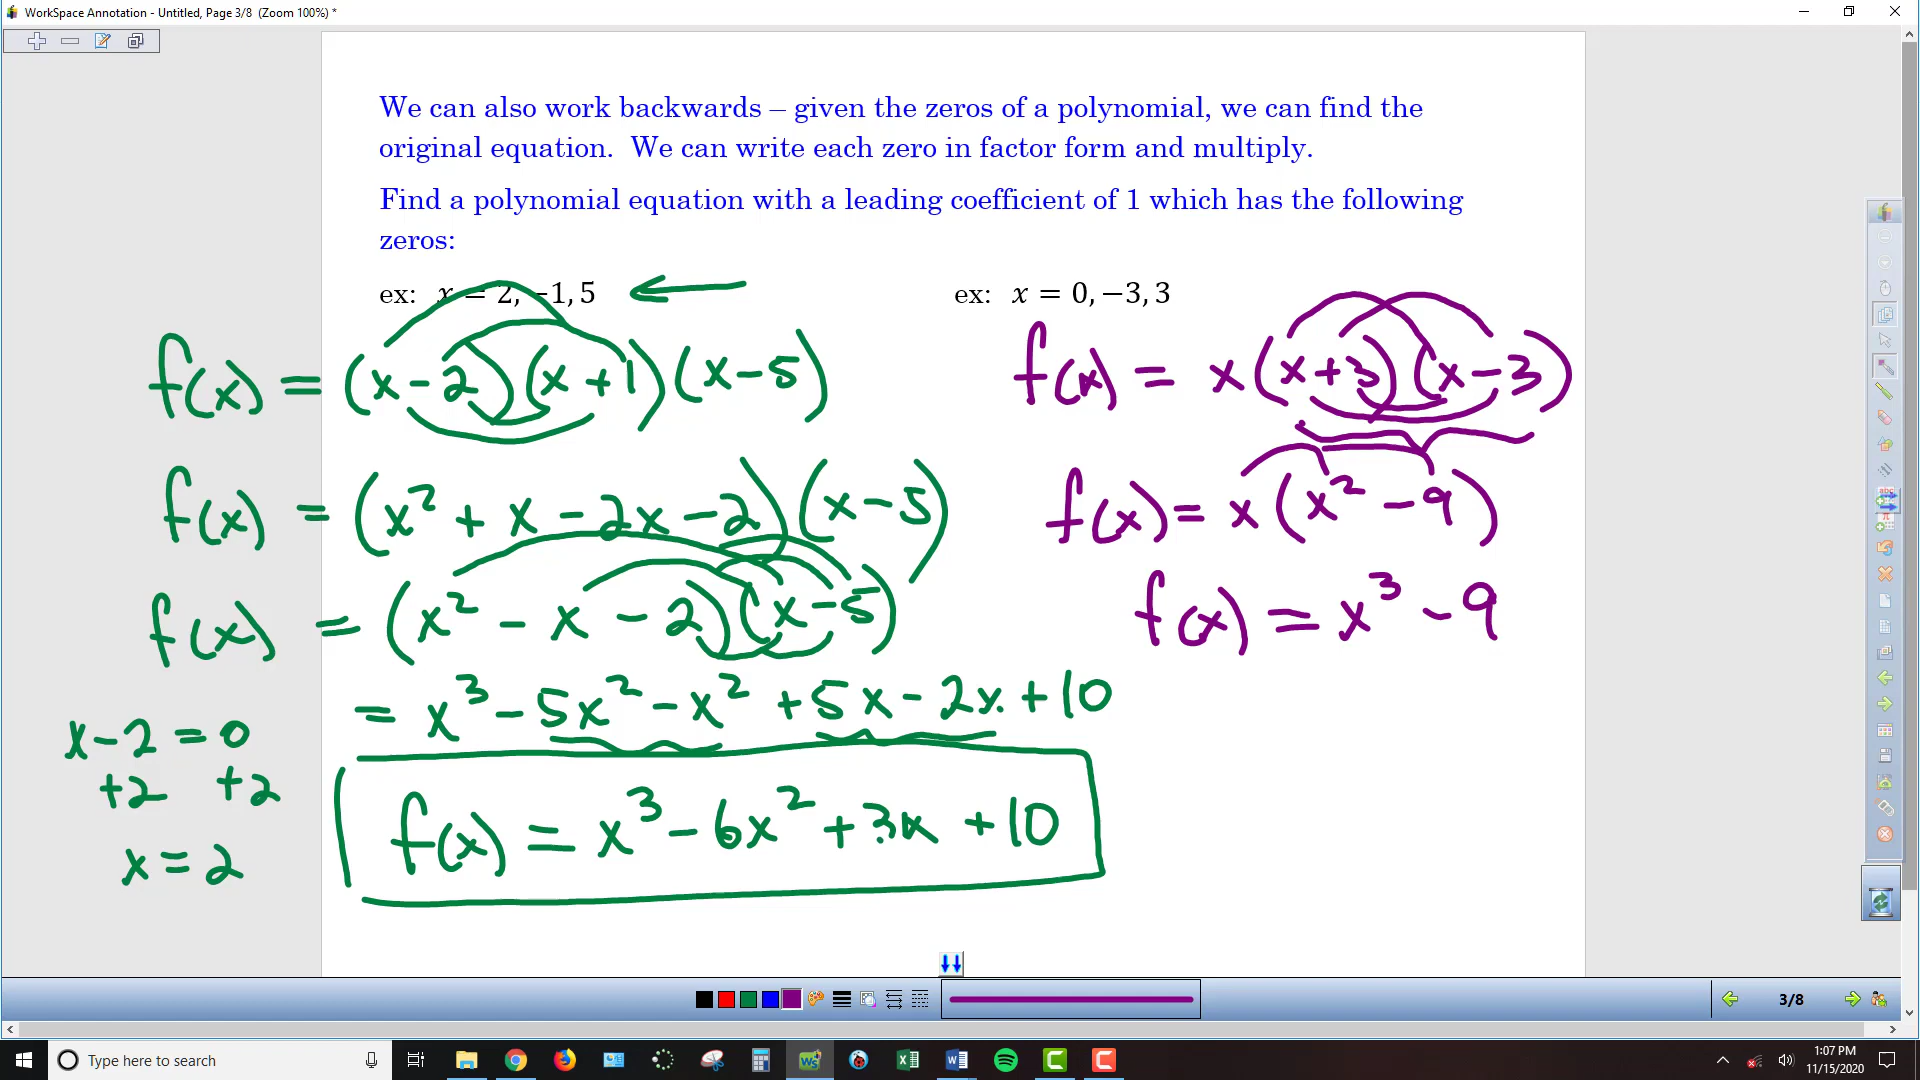 WorkSpace Annotation - Untitled, Page 3/8 (Zoom 100%) *
We can also work backwards – given the zeros of a polynomial, we can find the
original equation. We can write each zero in factor form and multiply.
Find a polynomial equation with a leading coefficient of 1 which has the following
zeros:
ex: x = 2, −1, 5
f(x) = (x − 2)(x + 1)(x − 5)
f(x) = (x² + x − 2x − 2)(x − 5)
f(x) = (x² − x − 2)(x − 5)
= x³ − 5x² − x² + 5x − 2x + 10
f(x) = x³ − 6x² + 3x + 10
x − 2 = 0
+2 +2
x = 2
ex: x = 0, −3, 3
f(x) = x(x + 3)(x − 3)
f(x) = x(x² − 9)
f(x) = x³ − 9
3/8
Type here to search
1:07 PM
11/15/2020